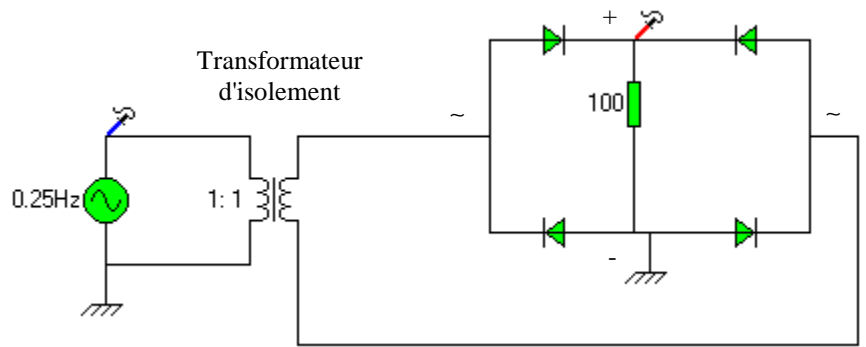 +
Transformateur
d'isolement
100
~
~
0.25Hz
1: 1
-